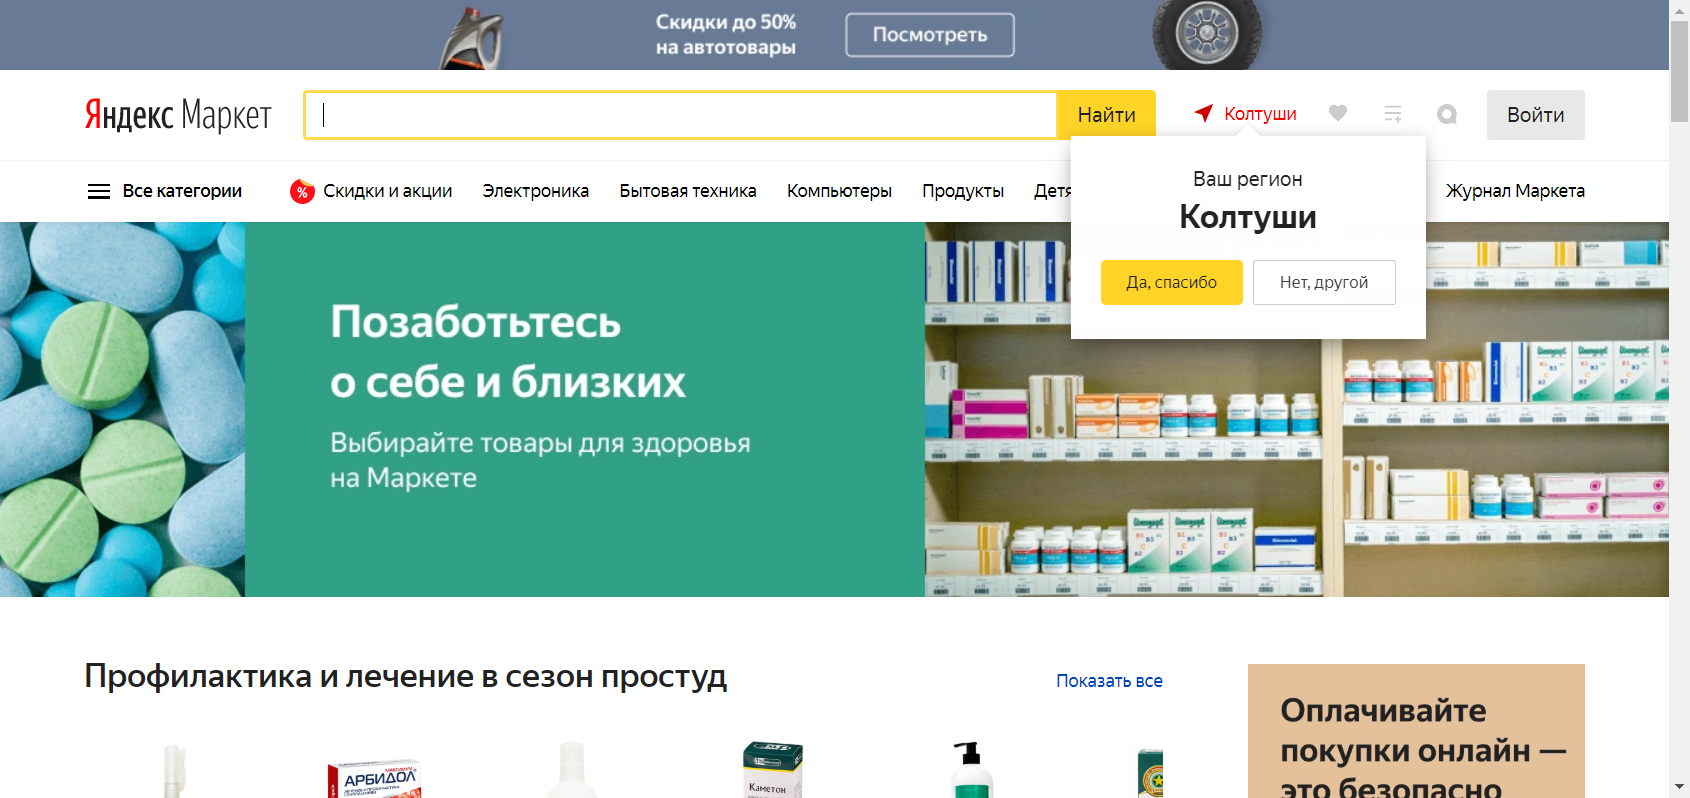 Скидки до 50%
на автотовары
Посмотреть
Яндекс Маркет
Найти
Колтуши
Войти
Все категории
%
Скидки и акции
Электроника
Бытовая техника
Компьютеры
Продукты
Детя
Журнал Маркета
Ваш регион
Колтуши
Да, спасибо
Нет, другой
Позаботьтесь
о себе и близких
Выбирайте товары для здоровья
на Маркете
Профилактика и лечение в сезон простуд
Показать все
Оплачивайте
покупки онлайн —
это безопасно
МАКСИМУМ
АРБИДОЛ
Каметон